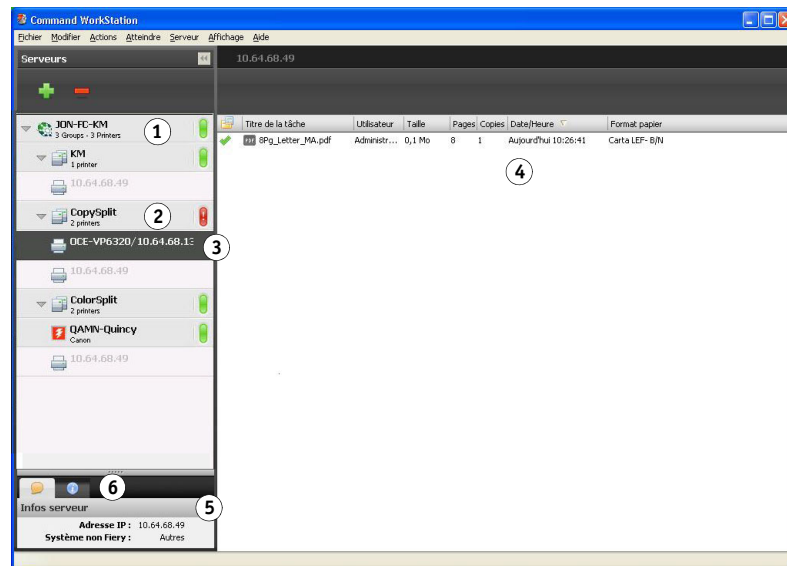 Command WorkStation
Fichier Modifier Actions Atteindre Serveur Affichage Aide
Serveurs
10.64.68.49
JON-FC-KM
3 Groups - 3 Printers
1
KM
1 printer
10.64.68.49
CopySplit
2 printers
2
OCE-VP6320/10.64.68.13
3
10.64.68.49
ColorSplit
2 printers
QAMN-Quincy
Canon
10.64.68.49
Titre de la tâche Utilisateur Taille Pages Copies Date/Heure Format papier
PDF 8Pg_Letter_MA.pdf Administr... 0,1 Mo 8 1 Aujourd'hui 10:26:41 Carta LEF- B/N
4
6
Infos serveur
5
Adresse IP : 10.64.68.49
Système non Fiery : Autres